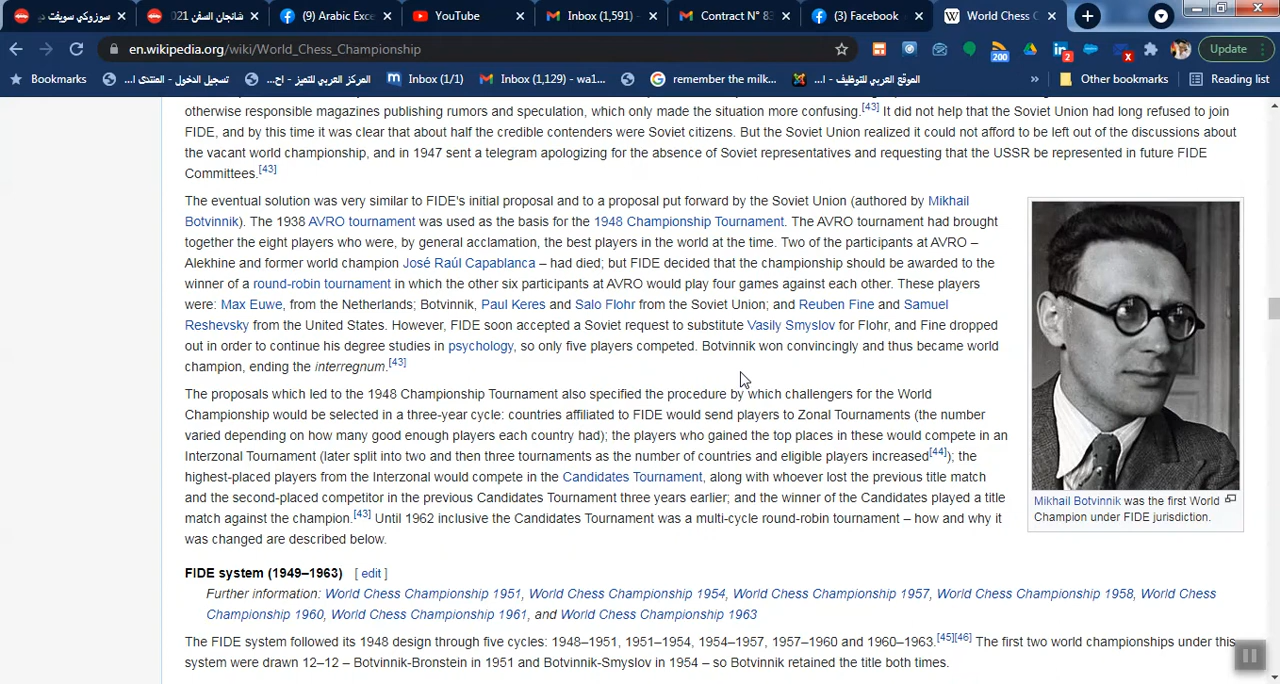 سوزوكي سويفت دي
شانجان السفن 2021
(9) Arabic Exce
YouTube
Inbox (1,591)
Contract N° 83
(3) Facebook
World Chess C
en.wikipedia.org/wiki/World_Chess_Championship
200
2
x
Update
Bookmarks
تسجيل الدخول - المنتدى ا...
المركز العربي للتميز - اح...
Inbox (1/1)
Inbox (1,129) - wa1...
remember the milk...
الموقع العربي للتوظيف - ا...
»
Other bookmarks
Reading list
otherwise responsible magazines publishing rumors and speculation, which only made the situation more confusing.[43] It did not help that the Soviet Union had long refused to join
FIDE, and by this time it was clear that about half the credible contenders were Soviet citizens. But the Soviet Union realized it could not afford to be left out of the discussions about
the vacant world championship, and in 1947 sent a telegram apologizing for the absence of Soviet representatives and requesting that the USSR be represented in future FIDE
Committees.[43]
The eventual solution was very similar to FIDE's initial proposal and to a proposal put forward by the Soviet Union (authored by Mikhail
Botvinnik). The 1938 AVRO tournament was used as the basis for the 1948 Championship Tournament. The AVRO tournament had brought
together the eight players who were, by general acclamation, the best players in the world at the time. Two of the participants at AVRO –
Alekhine and former world champion José Raúl Capablanca – had died; but FIDE decided that the championship should be awarded to the
winner of a round-robin tournament in which the other six participants at AVRO would play four games against each other. These players
were: Max Euwe, from the Netherlands; Botvinnik, Paul Keres and Salo Flohr from the Soviet Union; and Reuben Fine and Samuel
Reshevsky from the United States. However, FIDE soon accepted a Soviet request to substitute Vasily Smyslov for Flohr, and Fine dropped
out in order to continue his degree studies in psychology, so only five players competed. Botvinnik won convincingly and thus became world
champion, ending the interregnum.[43]
The proposals which led to the 1948 Championship Tournament also specified the procedure by which challengers for the World
Championship would be selected in a three-year cycle: countries affiliated to FIDE would send players to Zonal Tournaments (the number
varied depending on how many good enough players each country had); the players who gained the top places in these would compete in an
Interzonal Tournament (later split into two and then three tournaments as the number of countries and eligible players increased[44]); the
highest-placed players from the Interzonal would compete in the Candidates Tournament, along with whoever lost the previous title match
and the second-placed competitor in the previous Candidates Tournament three years earlier; and the winner of the Candidates played a title
match against the champion.[43] Until 1962 inclusive the Candidates Tournament was a multi-cycle round-robin tournament – how and why it
was changed are described below.
Mikhail Botvinnik was the first World
Champion under FIDE jurisdiction.
FIDE system (1949–1963) [ edit ]
Further information: World Chess Championship 1951, World Chess Championship 1954, World Chess Championship 1957, World Chess Championship 1958, World Chess
Championship 1960, World Chess Championship 1961, and World Chess Championship 1963
The FIDE system followed its 1948 design through five cycles: 1948–1951, 1951–1954, 1954–1957, 1957–1960 and 1960–1963.[45][46] The first two world championships under this
system were drawn 12–12 – Botvinnik-Bronstein in 1951 and Botvinnik-Smyslov in 1954 – so Botvinnik retained the title both times.